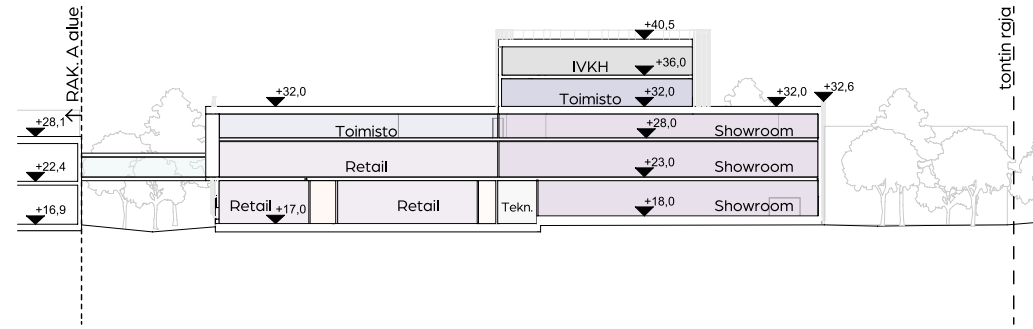 RAK. A alue
tontin raja
+40,5
IVKH
+36,0
+32,0
Toimisto
+32,0
+32,0
+32,6
+28,1
Toimisto
+28,0
Showroom
+22,4
Retail
+23,0
Showroom
+16,9
Retail
+17,0
Retail
Tekn.
+18,0
Showroom